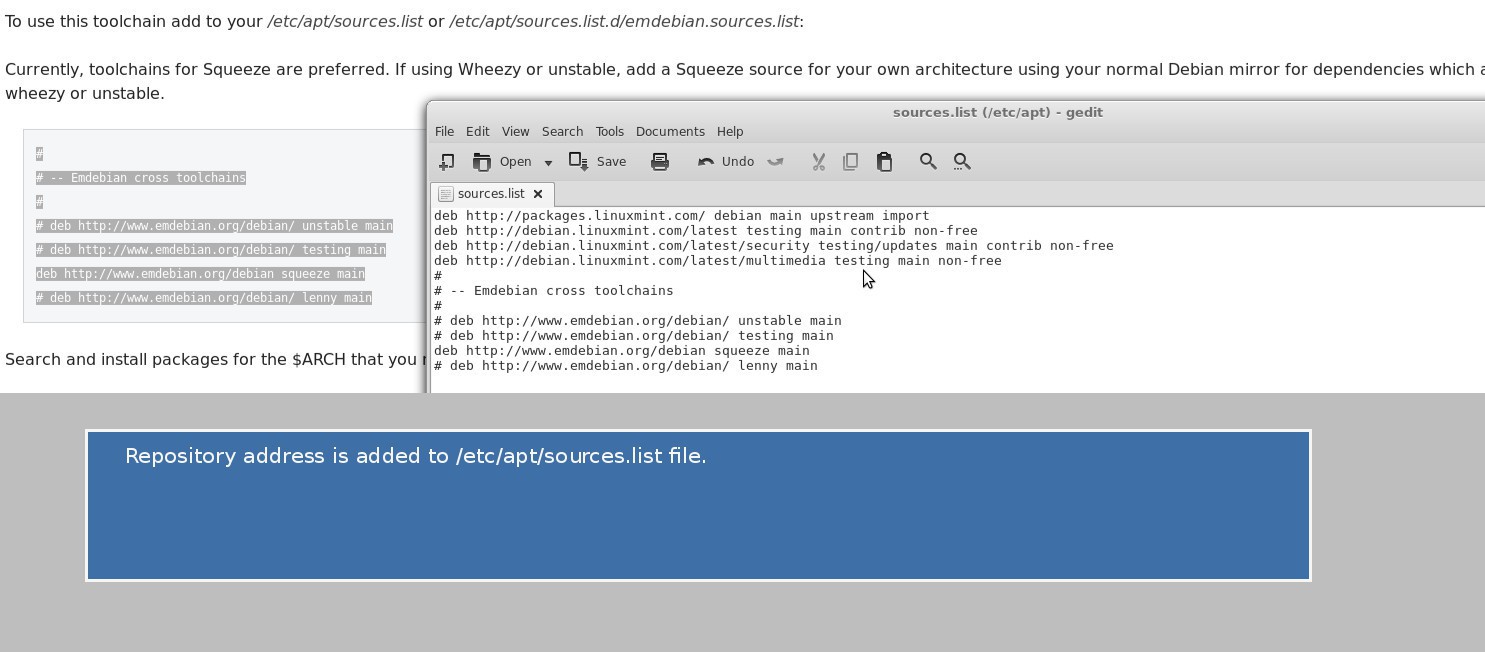 To use this toolchain add to your /etc/apt/sources.list or /etc/apt/sources.list.d/emdebian.sources.list:
Currently, toolchains for Squeeze are preferred. If using Wheezy or unstable, add a Squeeze source for your own architecture using your normal Debian mirror for dependencies which
wheezy or unstable.
#
# -- Emdebian cross toolchains
#
# deb http://www.emdebian.org/debian/ unstable main
# deb http://www.emdebian.org/debian/ testing main
deb http://www.emdebian.org/debian squeeze main
# deb http://www.emdebian.org/debian/ lenny main
Search and install packages for the $ARCH that you
sources.list (/etc/apt) - gedit
File Edit View Search Tools Documents Help
Open Save Undo
sources.list
deb http://packages.linuxmint.com/ debian main upstream import
deb http://debian.linuxmint.com/latest testing main contrib non-free
deb http://debian.linuxmint.com/latest/security testing/updates main contrib non-free
deb http://debian.linuxmint.com/latest/multimedia testing main non-free
#
# -- Emdebian cross toolchains
#
# deb http://www.emdebian.org/debian/ unstable main
# deb http://www.emdebian.org/debian/ testing main
deb http://www.emdebian.org/debian squeeze main
# deb http://www.emdebian.org/debian/ lenny main
Repository address is added to /etc/apt/sources.list file.